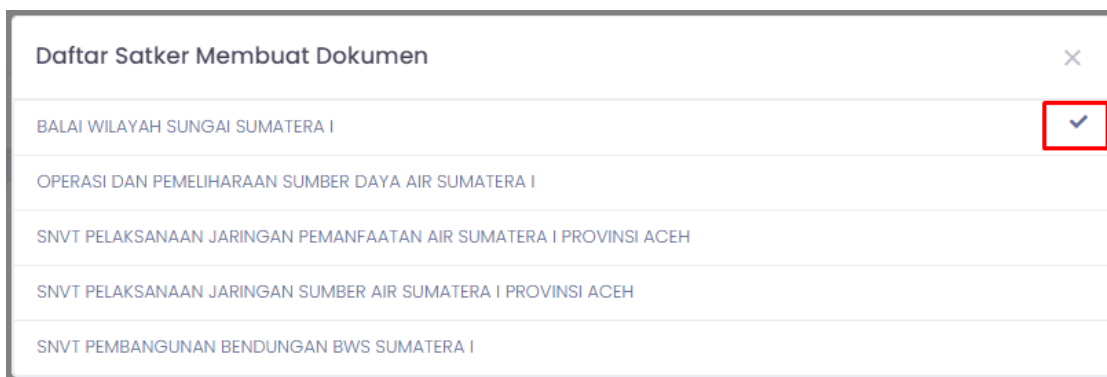 Daftar Satker Membuat Dokumen
BALAI WILAYAH SUNGAI SUMATERA I
OPERASI DAN PEMELIHARAAN SUMBER DAYA AIR SUMATERA I
SNVT PELAKSANAAN JARINGAN PEMANFAATAN AIR SUMATERA I PROVINSI ACEH
SNVT PELAKSANAAN JARINGAN SUMBER AIR SUMATERA I PROVINSI ACEH
SNVT PEMBANGUNAN BENDUNGAN BWS SUMATERA I